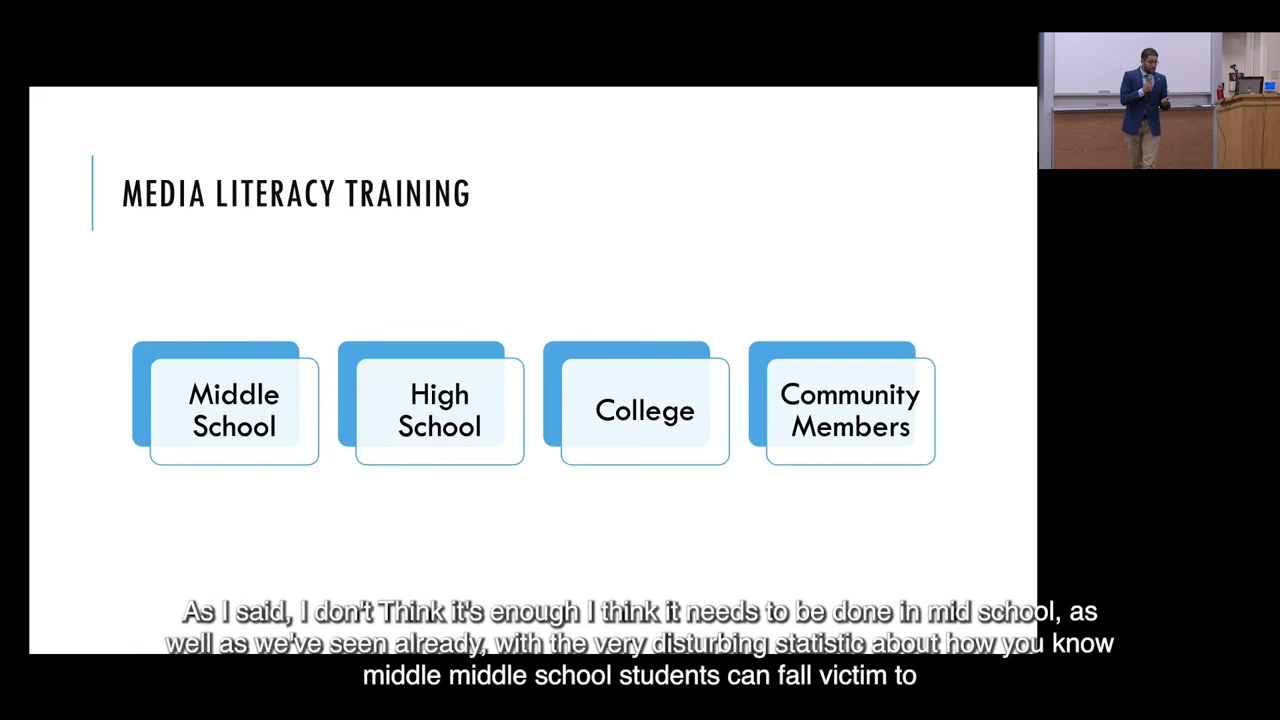 MEDIA LITERACY TRAINING
Middle
School
High
School
College
Community
Members
As I said, I don't Think it's enough I think it needs to be done in mid school, as
well as we've seen already, with the very disturbing statistic about how you know
middle middle school students can fall victim to